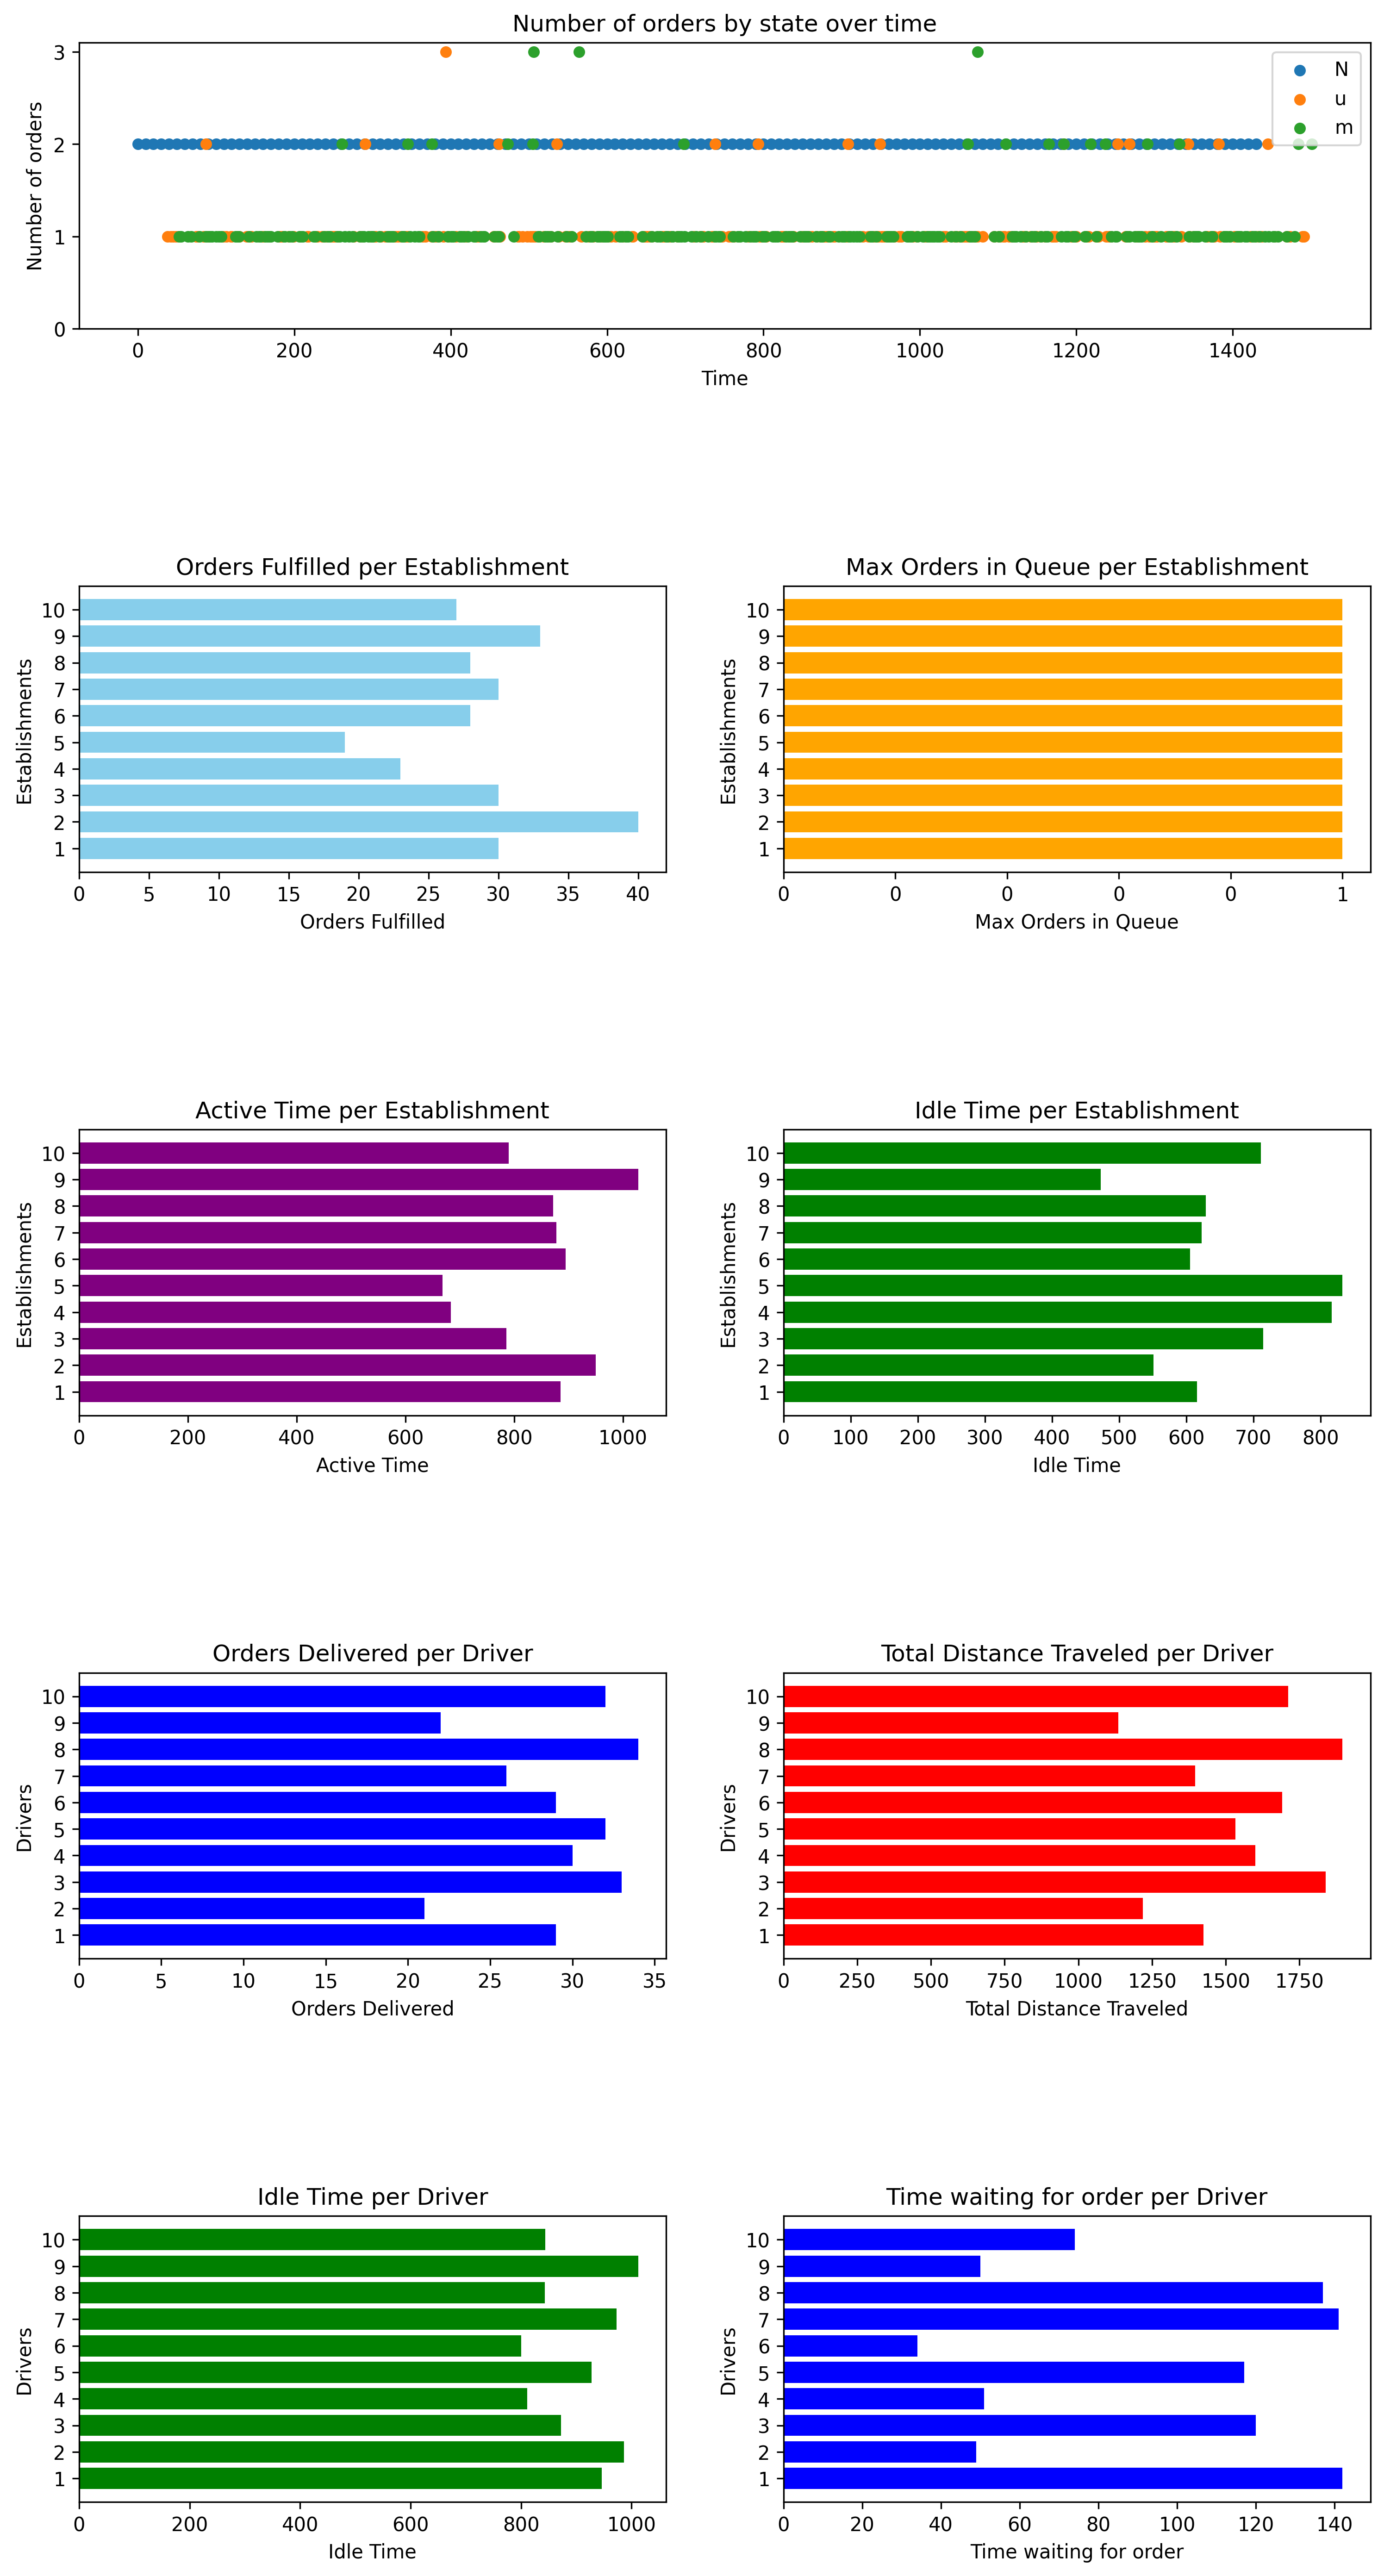 Number of orders by state over time
Number of orders
3
2
1
0
N
u
m
0 200 400 600 800 1000 1200 1400
Time
Orders Fulfilled per Establishment
Establishments
10
9
8
7
6
5
4
3
2
1
0 5 10 15 20 25 30 35 40
Orders Fulfilled
Max Orders in Queue per Establishment
Establishments
10
9
8
7
6
5
4
3
2
1
0 0 0 0 0 1
Max Orders in Queue
Active Time per Establishment
Establishments
10
9
8
7
6
5
4
3
2
1
0 200 400 600 800 1000
Active Time
Idle Time per Establishment
Establishments
10
9
8
7
6
5
4
3
2
1
0 100 200 300 400 500 600 700 800
Idle Time
Orders Delivered per Driver
Drivers
10
9
8
7
6
5
4
3
2
1
0 5 10 15 20 25 30 35
Orders Delivered
Total Distance Traveled per Driver
Drivers
10
9
8
7
6
5
4
3
2
1
0 250 500 750 1000 1250 1500 1750
Total Distance Traveled
Idle Time per Driver
Drivers
10
9
8
7
6
5
4
3
2
1
0 200 400 600 800 1000
Idle Time
Time waiting for order per Driver
Drivers
10
9
8
7
6
5
4
3
2
1
0 20 40 60 80 100 120 140
Time waiting for order